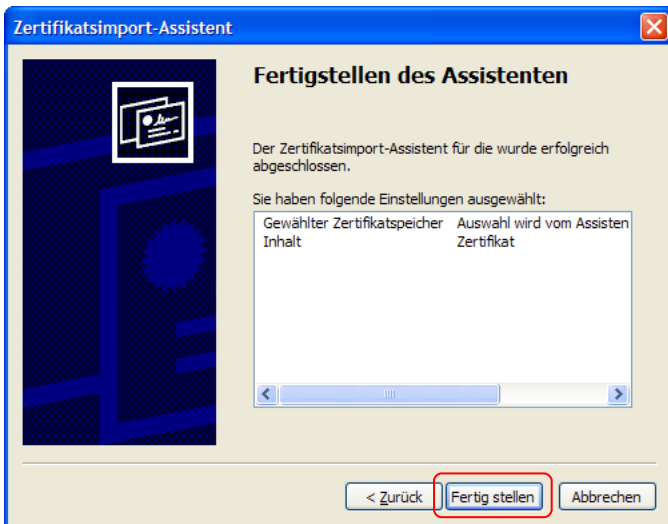 Zertifikatsimport-Assistent
Fertigstellen des Assistenten
Der Zertifikatsimport-Assistent für die wurde erfolgreich
abgeschlossen.
Sie haben folgende Einstellungen ausgewählt:
Gewählter Zertifikatspeicher Auswahl wird vom Assisten
Inhalt Zertifikat
< Zurück Fertig stellen Abbrechen